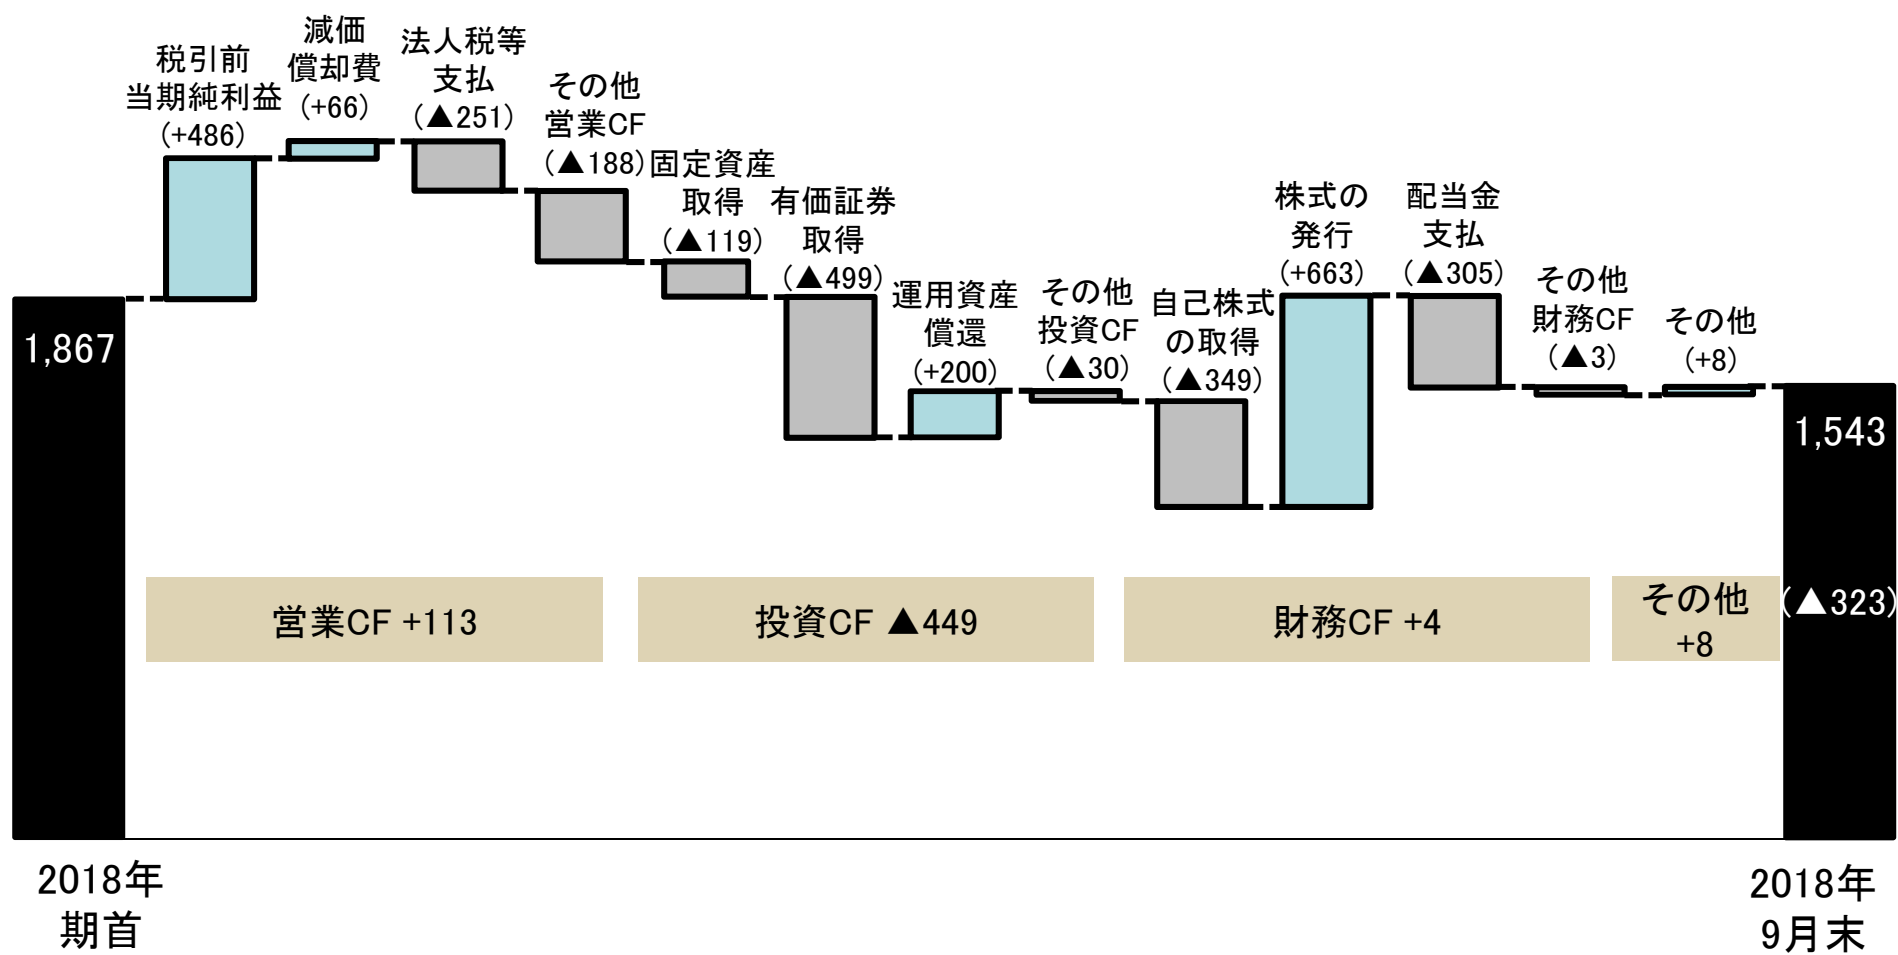 税引前
当期純利益
(+486)
減価
償却費
(+66)
法人税等
支払
(▲251)
その他
営業CF
(▲188)
固定資産
取得
(▲119)
有価証券
取得
(▲499)
運用資産
償還
(+200)
その他
投資CF
(▲30)
自己株式
の取得
(▲349)
株式の
発行
(+663)
配当金
支払
(▲305)
その他
財務CF
(▲3)
その他
(+8)
1,867
1,543
営業CF +113
投資CF ▲449
財務CF +4
その他
+8
(▲323)
2018年
期首
2018年
9月末